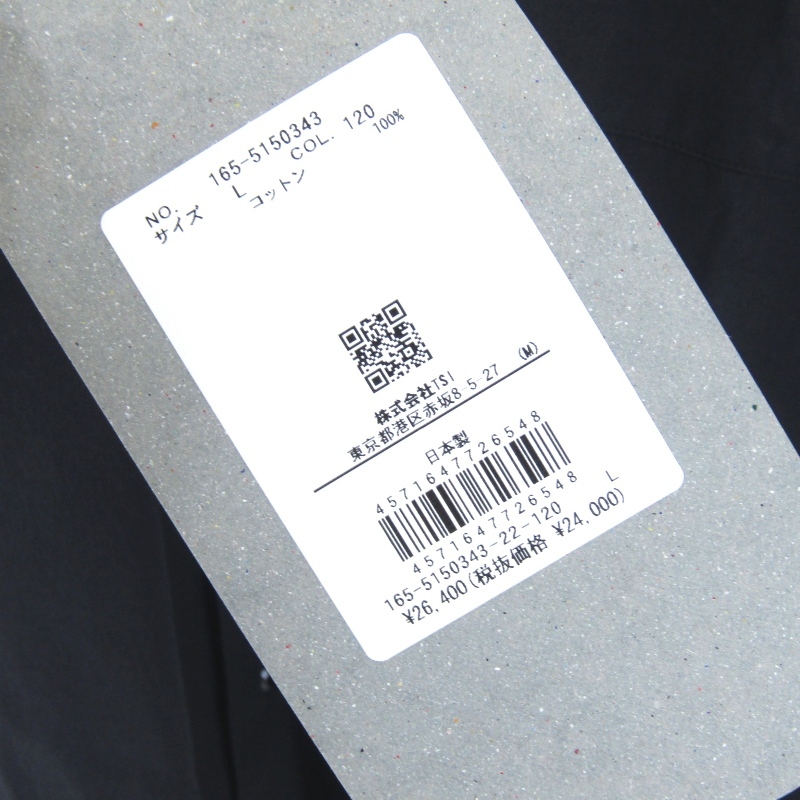 NO. 165-5150343 COL. 120
サイズ L
コットン 100%
株式会社TSI
東京都港区赤坂8-5-27 (M)
日本製
4571647726548
4571647726548
165-5150343-22-120 L
¥26,400(税抜価格 ¥24,000)